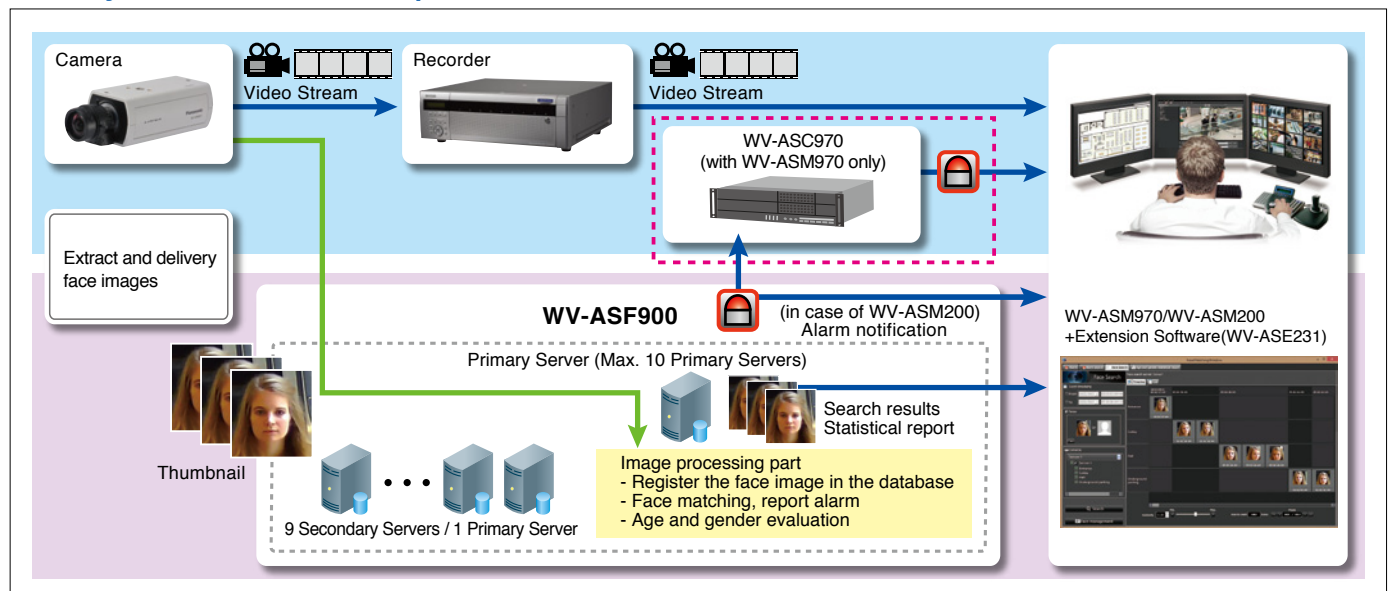 Camera
Video Stream
Recorder
Video Stream
WV-ASC970
(with WV-ASM970 only)
Extract and delivery
face images
WV-ASF900
(in case of WV-ASM200)
Alarm notification
WV-ASM970/WV-ASM200
+Extension Software(WV-ASE231)
Primary Server (Max. 10 Primary Servers)
Search results
Statistical report
Thumbnail
9 Secondary Servers / 1 Primary Server
Image processing part
- Register the face image in the database
- Face matching, report alarm
- Age and gender evaluation
Face Search
Search